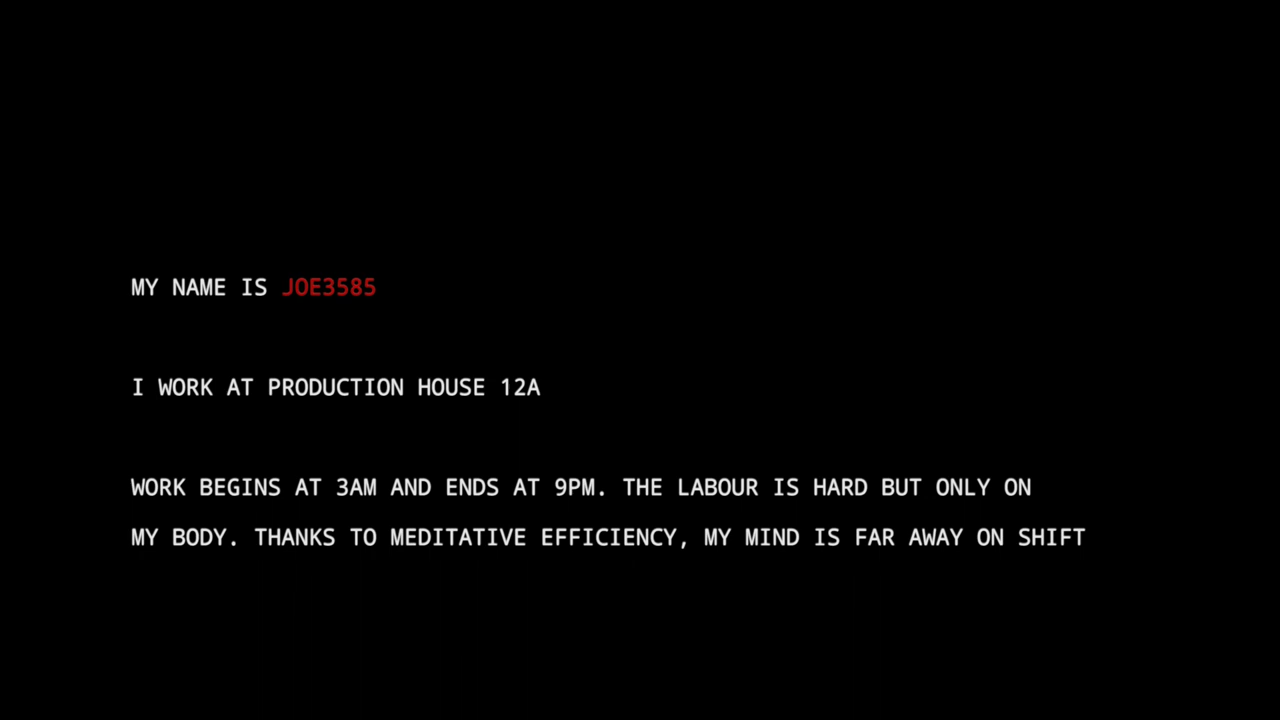 MY NAME IS JOE3585
I WORK AT PRODUCTION HOUSE 12A
WORK BEGINS AT 3AM AND ENDS AT 9PM. THE LABOUR IS HARD BUT ONLY ON
MY BODY. THANKS TO MEDITATIVE EFFICIENCY, MY MIND IS FAR AWAY ON SHIFT